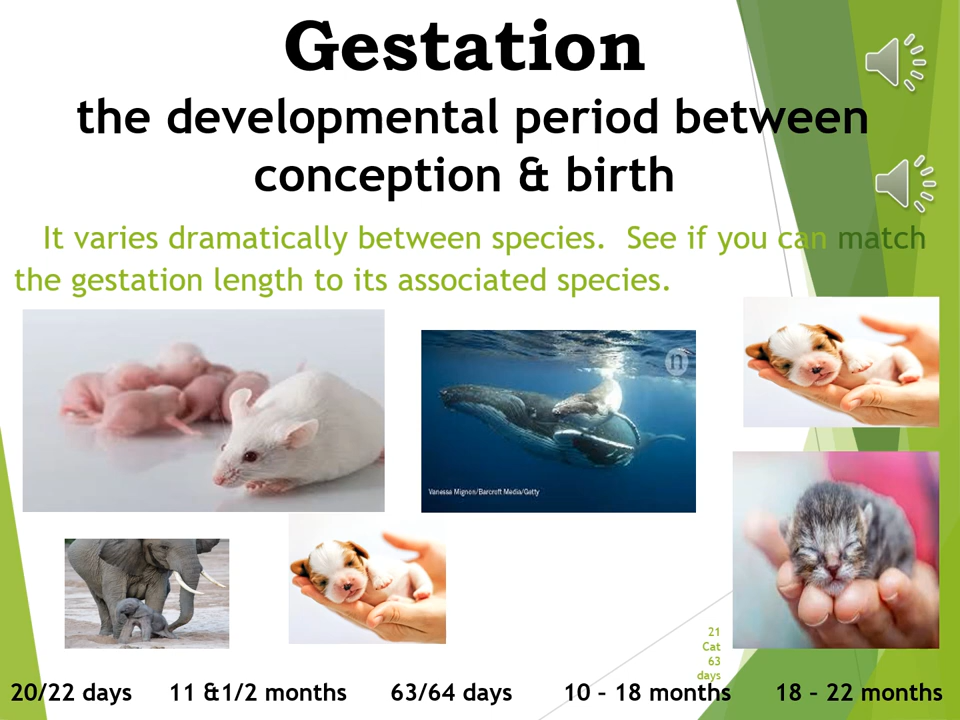 Gestation
the developmental period between
conception & birth
It varies dramatically between species. See if you can match
the gestation length to its associated species.
n
Vanessa Mignon/Barcroft Media/Getty
21
Cat
63
days
20/22 days 11 &1/2 months 63/64 days 10 – 18 months 18 – 22 months